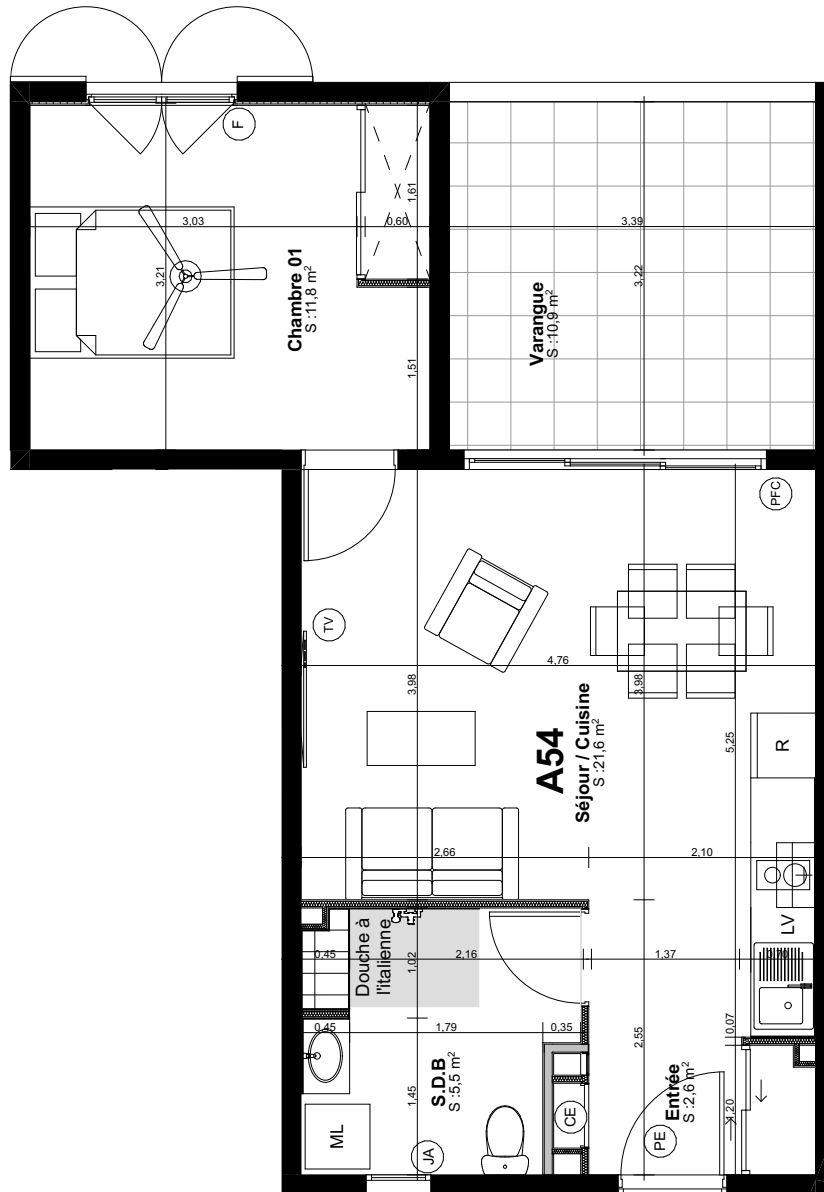 F
3,03
0,60
1,61
3,21
Chambre 01
S :11,8 m²
1,51
3,39
3,22
Varangue
S :10,9 m²
PFC
TV
4,76
3,98
3,98
A54
Séjour / Cuisine
S :21,6 m²
5,25
R
2,66
2,10
LV
Douche à
l'italienne
0,45
1,02
2,16
1,37
0,70
0,45
1,79
0,35
0,07
2,55
S.D.B
S :5,5 m²
1,45
ML
JA
CE
PE
Entrée
S :2,6 m²
1,20